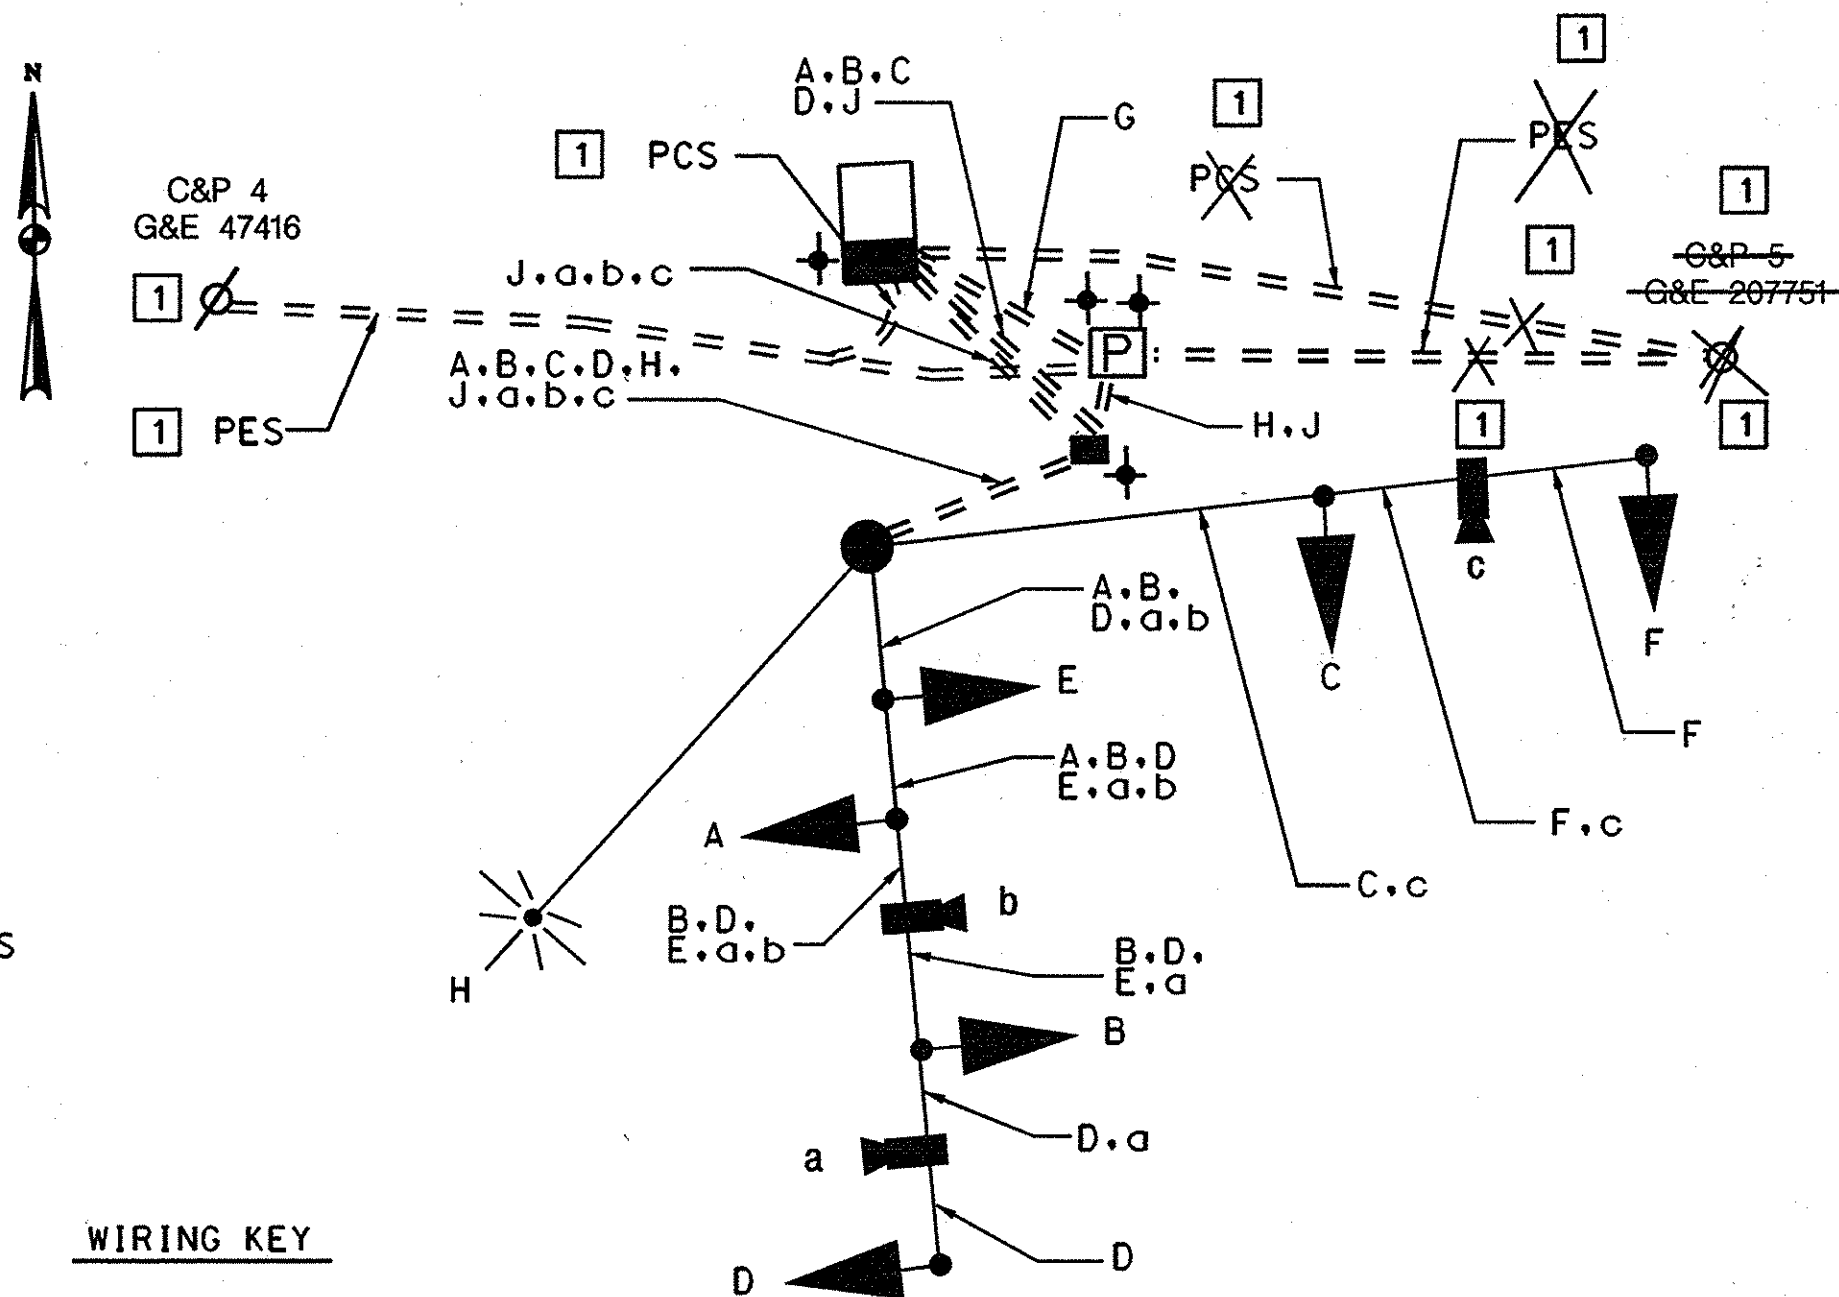 N
C&P 4
G&E 47416
1
1 PES
1 PCS
A.B.C
D.J
G
1
PCS
1
PES
1
C&P 5
G&E 207751
1
1
1
J.a.b.c
A.B.C.D.H.
J.a.b.c
P
H.J
A.B.
D.a.b
E
A.B.D
E.a.b
A
B.D.
E.a.b
b
B.D.
E.a
B
D.a
a
D
D
C
c
F
F
F.c
C.c
H
S
WIRING KEY